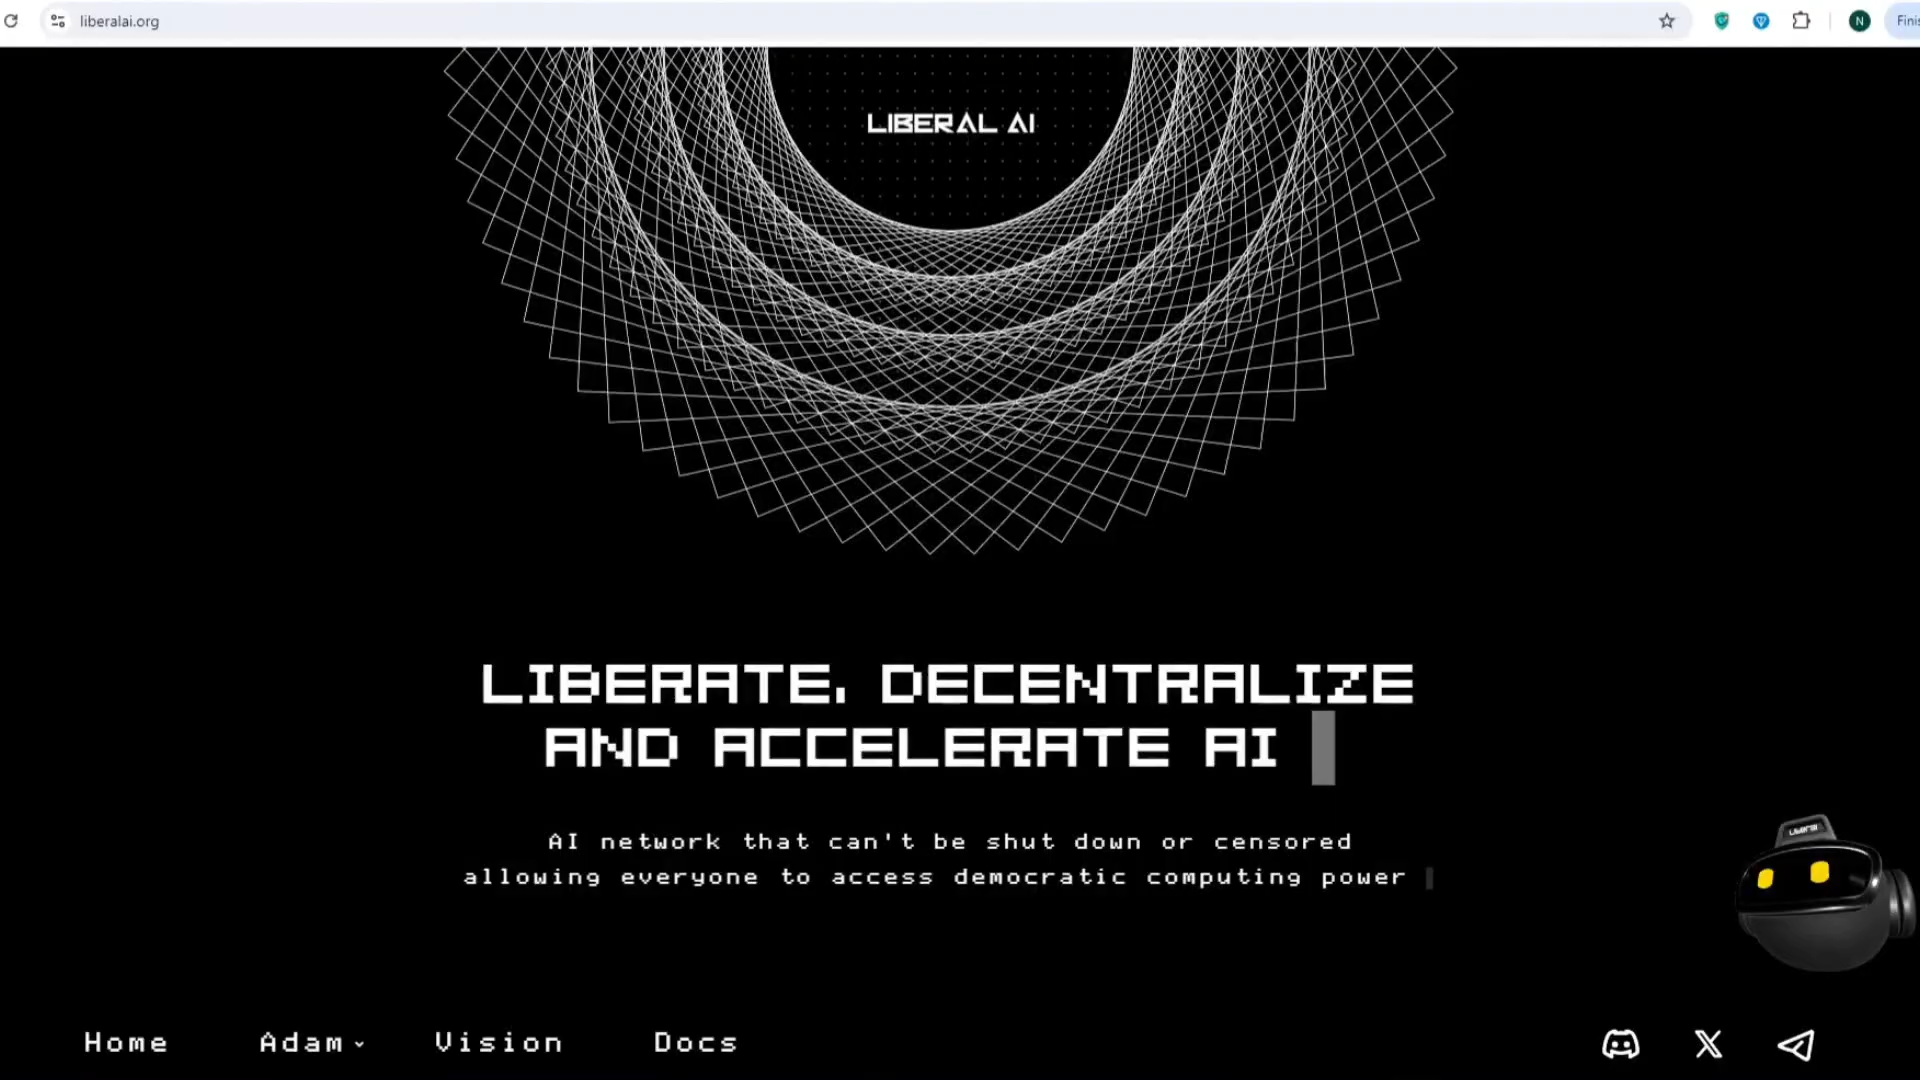 liberalai.org
N
LIBERAL AI
LIBERATE, DECENTRALIZE
AND ACCELERATE AI
AI network that can't be shut down or censored
allowing everyone to access democratic computing power
Home
Adam
Vision
Docs